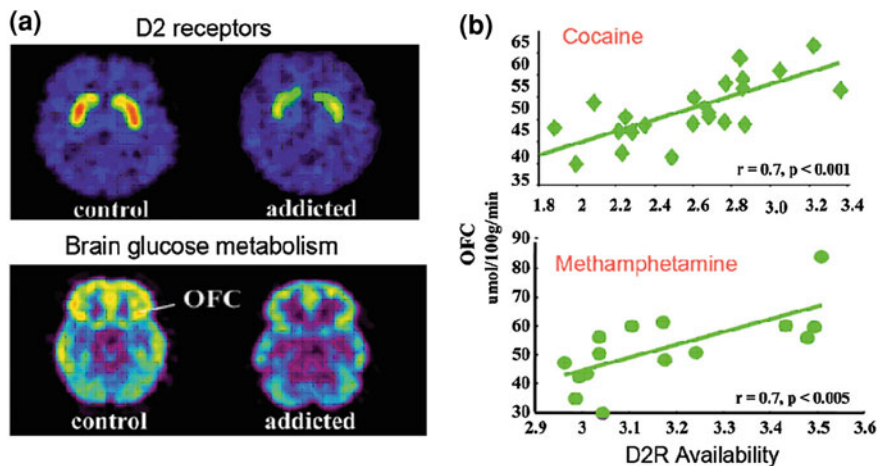 (a)
D2 receptors
control
addicted
Brain glucose metabolism
OFC
control
addicted
(b)
Cocaine
65
60
55
50
45
40
35
r = 0.7, p < 0.001
1.8 2 2.2 2.4 2.6 2.8 3 3.2 3.4
OFC
umol/100g/min
Methamphetamine
90
80
70
60
50
40
30
r = 0.7, p < 0.005
2.9 3 3.1 3.2 3.3 3.4 3.5 3.6
D2R Availability